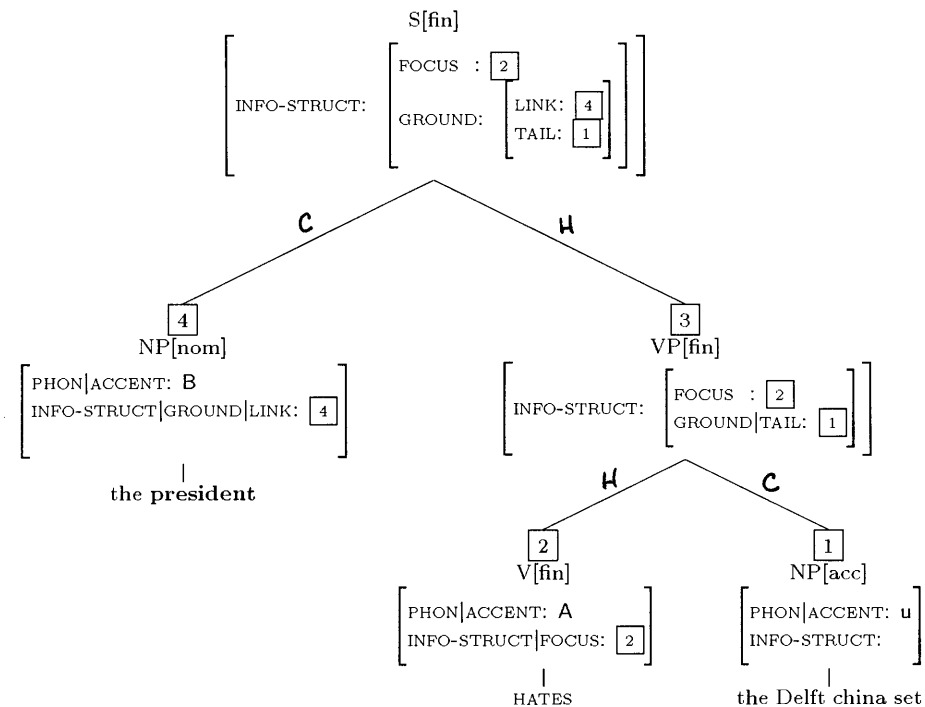 S[fin]
FOCUS : 2
INFO-STRUCT:
LINK: 4
GROUND:
TAIL: 1
C H
4 3
NP[nom] VP[fin]
PHON|ACCENT: B
INFO-STRUCT|GROUND|LINK: 4
FOCUS : 2
INFO-STRUCT:
GROUND|TAIL: 1
the president
H C
2 1
V[fin] NP[acc]
PHON|ACCENT: A PHON|ACCENT: u
INFO-STRUCT|FOCUS: 2 INFO-STRUCT:
HATES the Delft china set